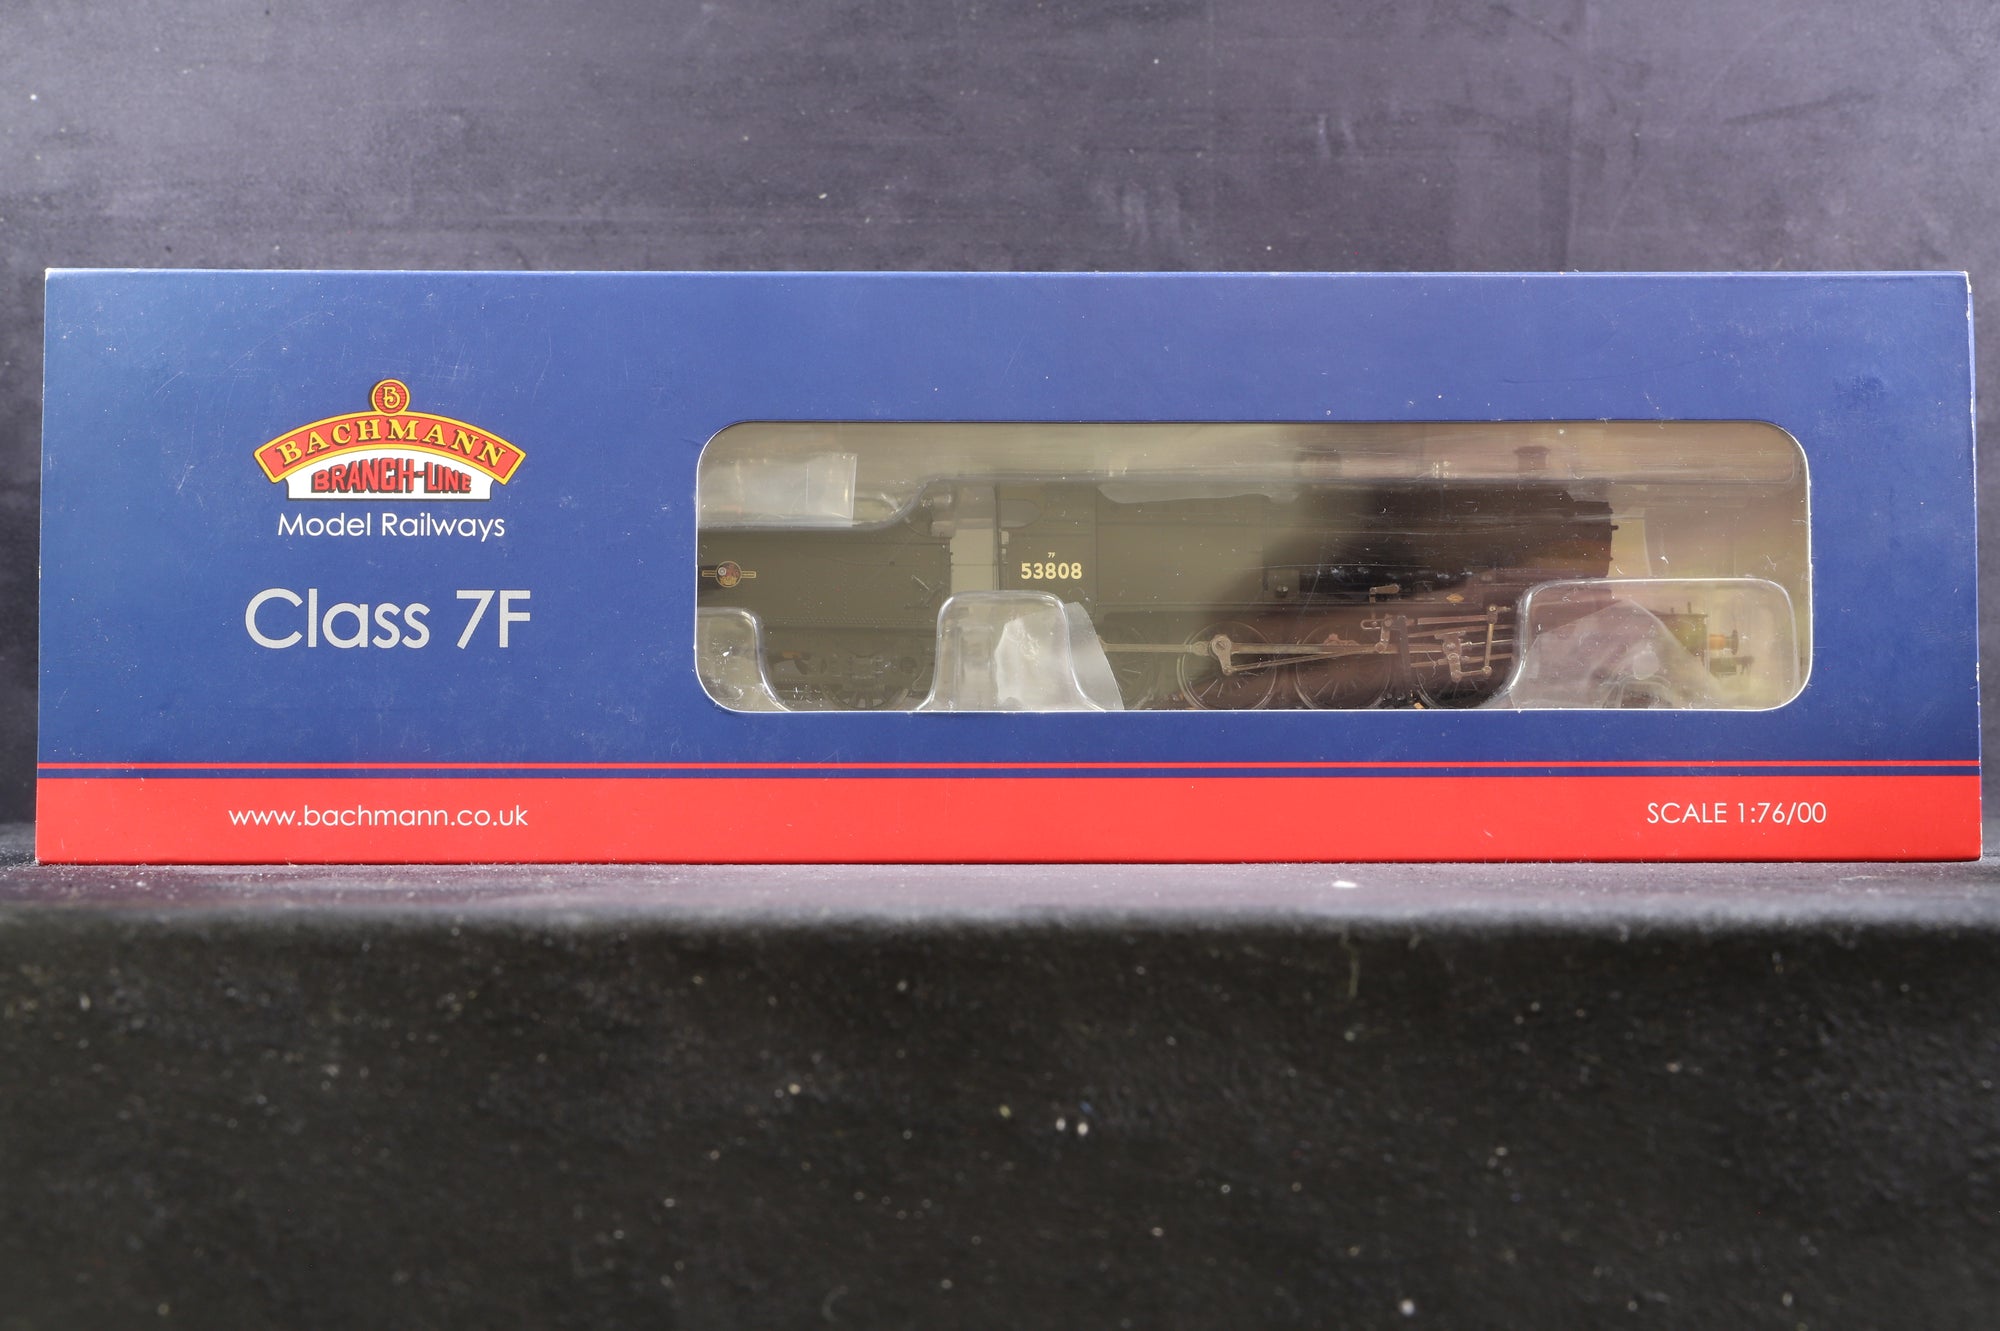 B
BACHMANN
BRANCH-LINE
Model Railways
Class 7F
7F
53808
www.bachmann.co.uk
SCALE 1:76/00